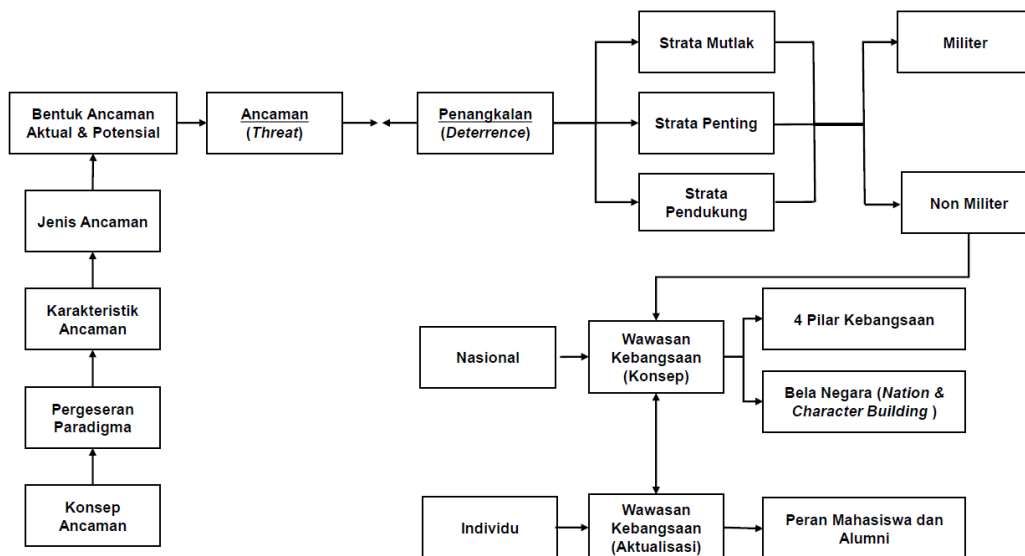 Strata Mutlak
Militer
Bentuk Ancaman
Aktual & Potensial
Ancaman
(Threat)
Penangkalan
(Deterrence)
Strata Penting
Strata
Pendukung
Non Militer
Jenis Ancaman
Karakteristik
Ancaman
Pergeseran
Paradigma
Konsep
Ancaman
Nasional
Wawasan
Kebangsaan
(Konsep)
4 Pilar Kebangsaan
Bela Negara (Nation &
Character Building )
Individu
Wawasan
Kebangsaan
(Aktualisasi)
Peran Mahasiswa dan
Alumni